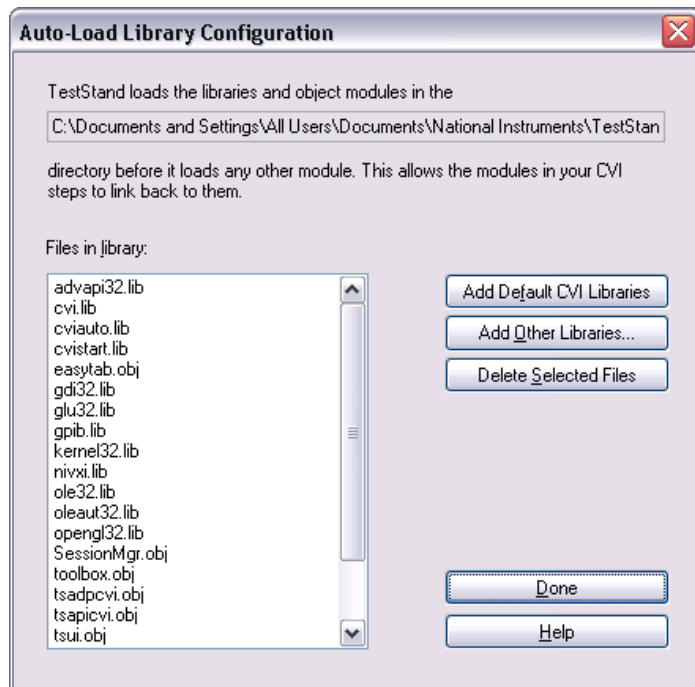 Auto-Load Library Configuration
TestStand loads the libraries and object modules in the
C:\Documents and Settings\All Users\Documents\National Instruments\TestStan
directory before it loads any other module. This allows the modules in your CVI
steps to link back to them.
Files in library:
advapi32.lib
cvi.lib
cviauto.lib
cvistart.lib
easytab.obj
gdi32.lib
glu32.lib
gpib.lib
kernel32.lib
nivxi.lib
ole32.lib
oleaut32.lib
opengl32.lib
SessionMgr.obj
toolbox.obj
tsadpcvi.obj
tsapicvi.obj
tsui.obj
Add Default CVI Libraries
Add Other Libraries...
Delete Selected Files
Done
Help